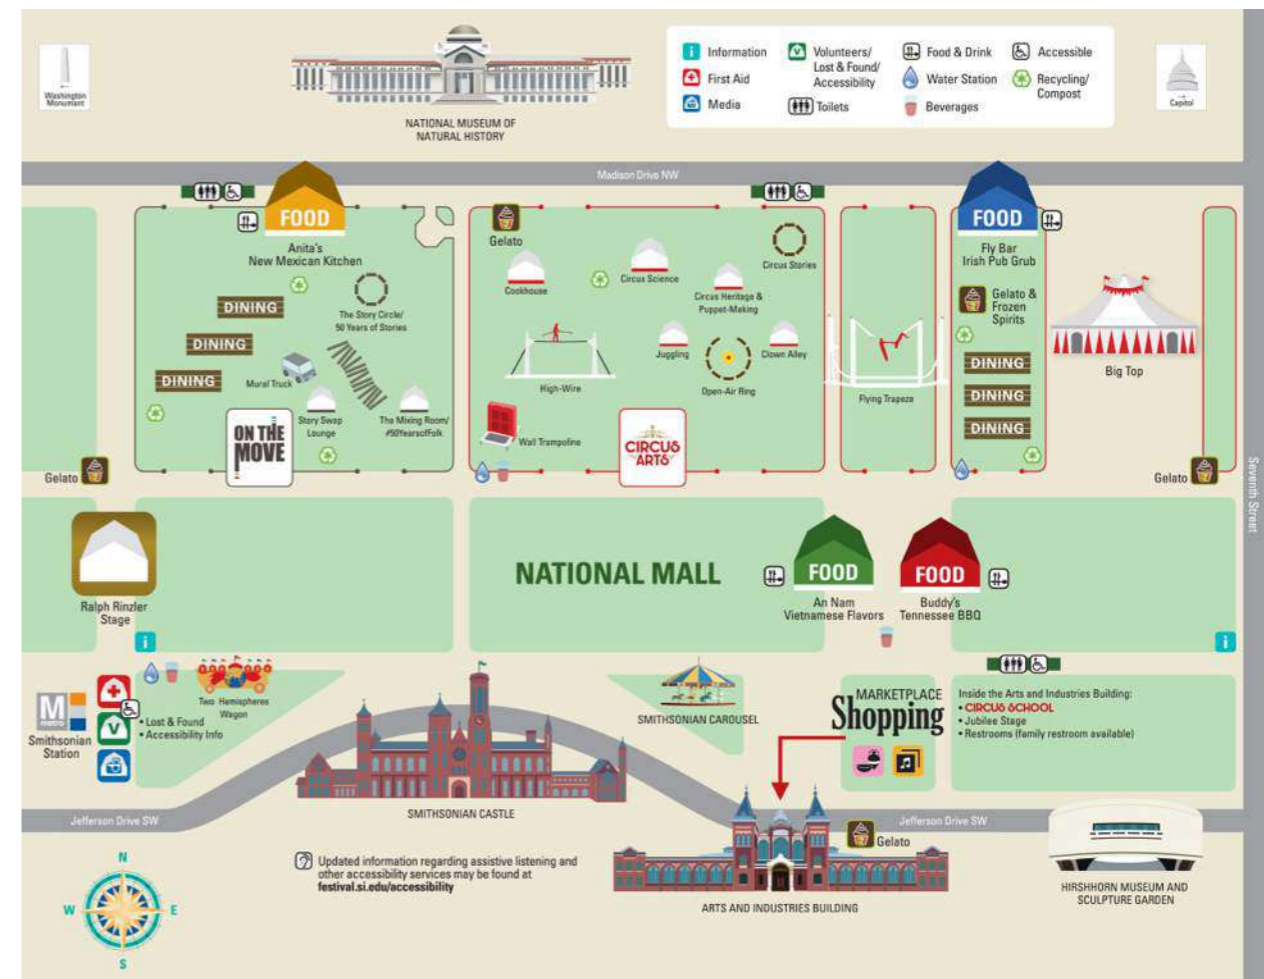 Washington
Monument
NATIONAL MUSEUM OF
NATURAL HISTORY
Information
First Aid
Media
Volunteers/
Lost & Found/
Accessibility
Toilets
Food & Drink
Water Station
Beverages
Accessible
Recycling/
Compost
Capitol
Madison Drive NW
FOOD
Anita's
New Mexican Kitchen
DINING
DINING
DINING
The Story Circle/
50 Years of Stories
Mural Truck
Story Swap
Lounge
The Mixing Room/
#50YearsofFolk
ON THE
MOVE
Gelato
Gelato
Cookhouse
Circus Science
Circus Stories
Circus Heritage &
Puppet-Making
Juggling
Clown Alley
High-Wire
Open-Air Ring
Wall Trampoline
CIRCUS
ARTS
Flying Trapeze
FOOD
Fly Bar
Irish Pub Grub
Gelato &
Frozen
Spirits
DINING
DINING
DINING
Big Top
Gelato
Seventh Street
Ralph Rinzler
Stage
NATIONAL MALL
FOOD
An Nam
Vietnamese Flavors
FOOD
Buddy's
Tennessee BBQ
i
i
M
metro
Smithsonian
Station
V
• Lost & Found
• Accessibility Info
Two Hemispheres
Wagon
SMITHSONIAN CASTLE
SMITHSONIAN CAROUSEL
MARKETPLACE
Shopping
Inside the Arts and Industries Building:
• CIRCUS SCHOOL
• Jubilee Stage
• Restrooms (family restroom available)
Jefferson Drive SW
Jefferson Drive SW
Gelato
ARTS AND INDUSTRIES BUILDING
HIRSHHORN MUSEUM AND
SCULPTURE GARDEN
Updated information regarding assistive listening and
other accessibility services may be found at
festival.si.edu/accessibility
N
W E
S